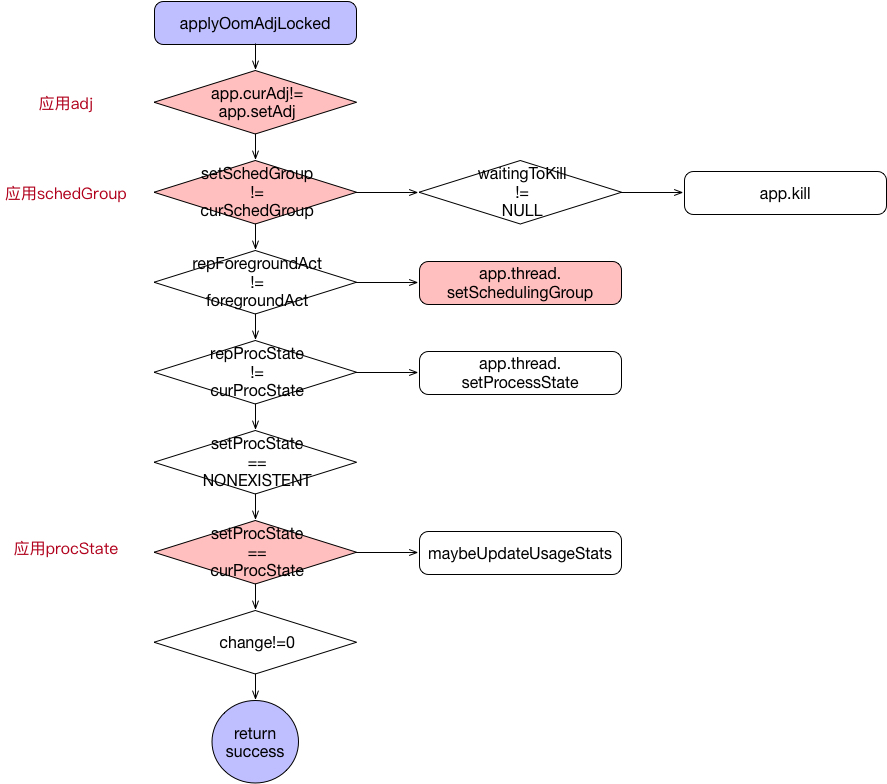 applyOomAdjLocked
应用adj
app.curAdj!=
app.setAdj
应用schedGroup
setSchedGroup
!=
curSchedGroup
waitingToKill
!=
NULL
app.kill
repForegroundAct
!=
foregroundAct
app.thread.
setSchedulingGroup
repProcState
!=
curProcState
app.thread.
setProcessState
setProcState
==
NONEXISTENT
应用procState
setProcState
==
curProcState
maybeUpdateUsageStats
change!=0
return
success